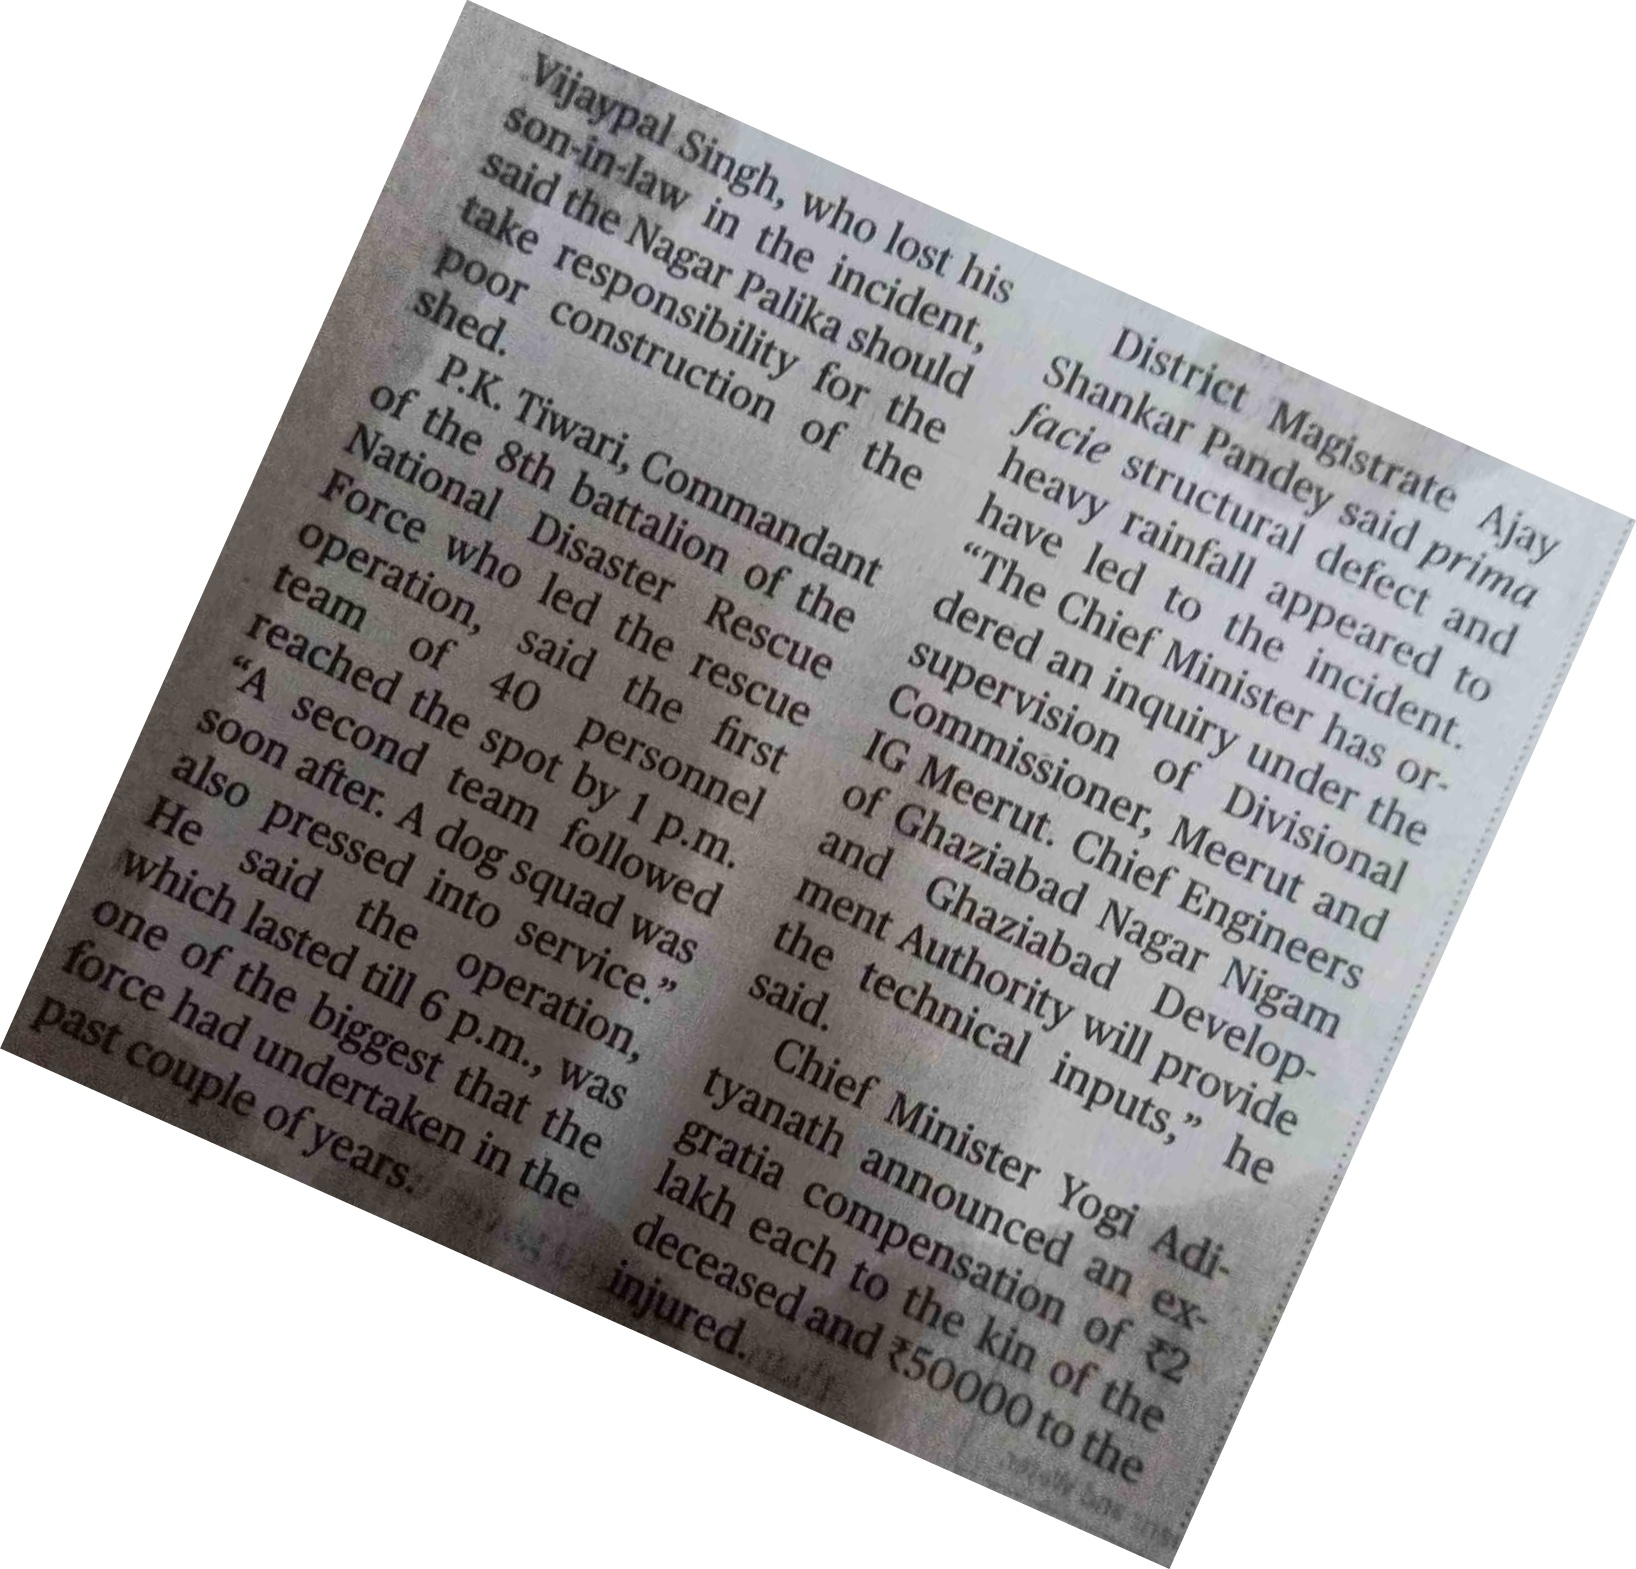 Vijaypal Singh, who lost his
son-in-law in the incident,
said the Nagar Palika should
take responsibility for the
poor construction of the
shed.
P.K. Tiwari, Commandant
of the 8th battalion of the
National Disaster Rescue
Force who led the rescue
operation, said the first
team of 40 personnel
reached the spot by 1 p.m.
“A second team followed
soon after. A dog squad was
also pressed into service.”
He said the operation,
which lasted till 6 p.m., was
one of the biggest that the
force had undertaken in the
past couple of years.
District Magistrate Ajay
Shankar Pandey said prima
facie structural defect and
heavy rainfall appeared to
have led to the incident.
“The Chief Minister has or-
dered an inquiry under the
supervision of Divisional
Commissioner, Meerut and
IG Meerut. Chief Engineers
of Ghaziabad Nagar Nigam
and Ghaziabad Develop-
ment Authority will provide
the technical inputs,” he
said.
Chief Minister Yogi Adi-
tyanath announced an ex-
gratia compensation of ₹2
lakh each to the kin of the
deceased and ₹50000 to the
injured.